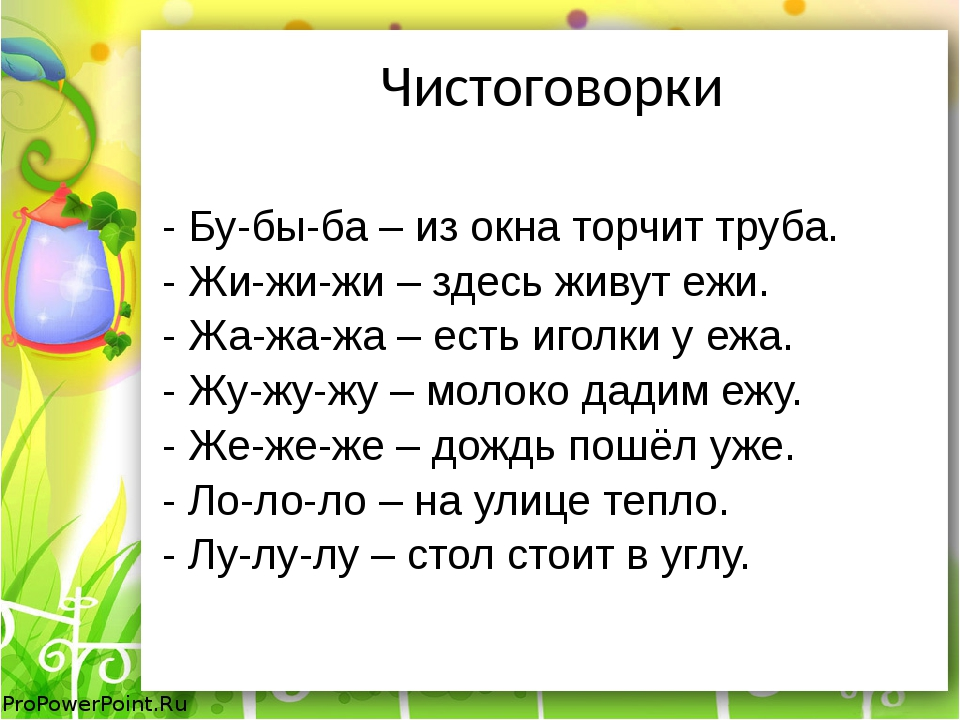 Чистоговорки
- Бу-бы-ба – из окна торчит труба.
- Жи-жи-жи – здесь живут ежи.
- Жа-жа-жа – есть иголки у ежа.
- Жу-жу-жу – молоко дадим ежу.
- Же-же-же – дождь пошёл уже.
- Ло-ло-ло – на улице тепло.
- Лу-лу-лу – стол стоит в углу.
ProPowerPoint.Ru